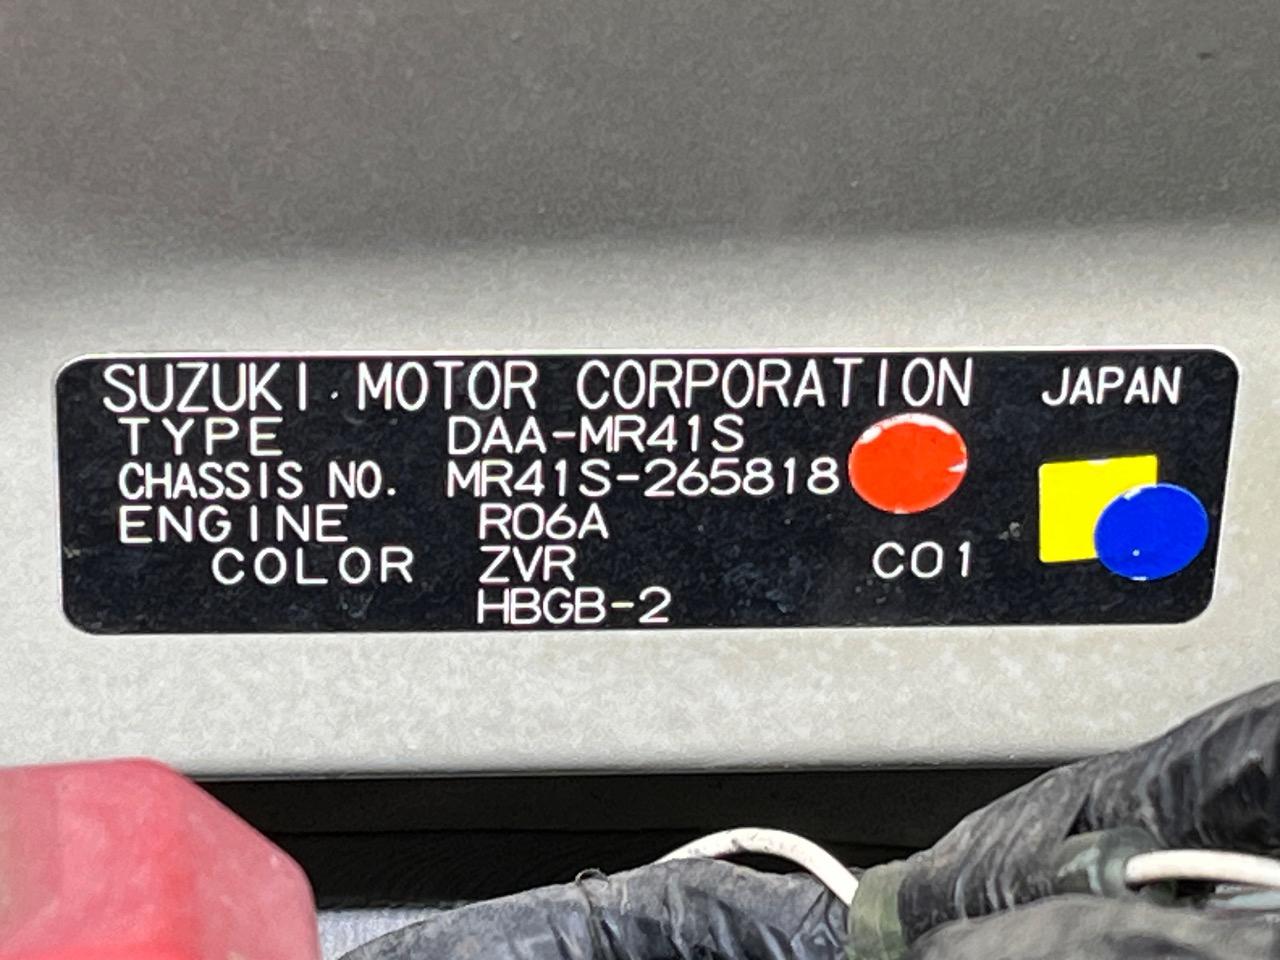 SUZUKI MOTOR CORPORATION JAPAN
TYPE DAA-MR41S
CHASSIS NO. MR41S-265818
ENGINE R06A
COLOR ZVR C01
HBGB-2